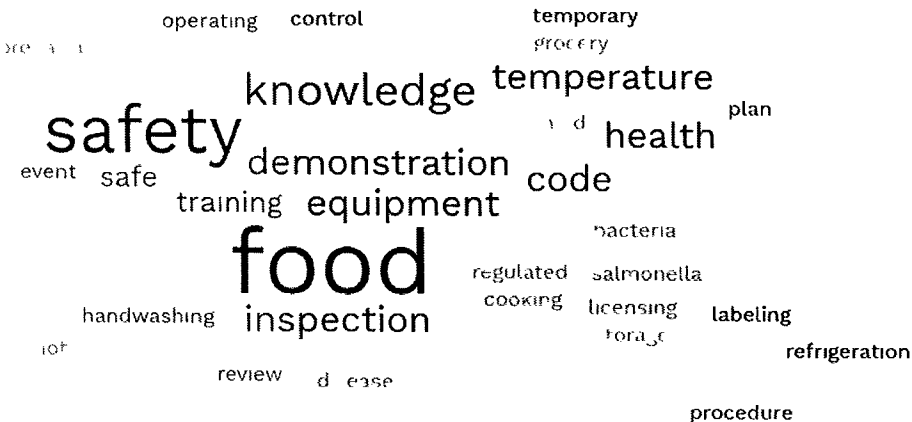 operating control temporary
grocery
knowledge temperature
plan
safety health
demonstration
event safe code
training equipment
bacteria
food
regulated salmonella
cooking licensing
handwashing inspection labeling
refrigeration
review
procedure